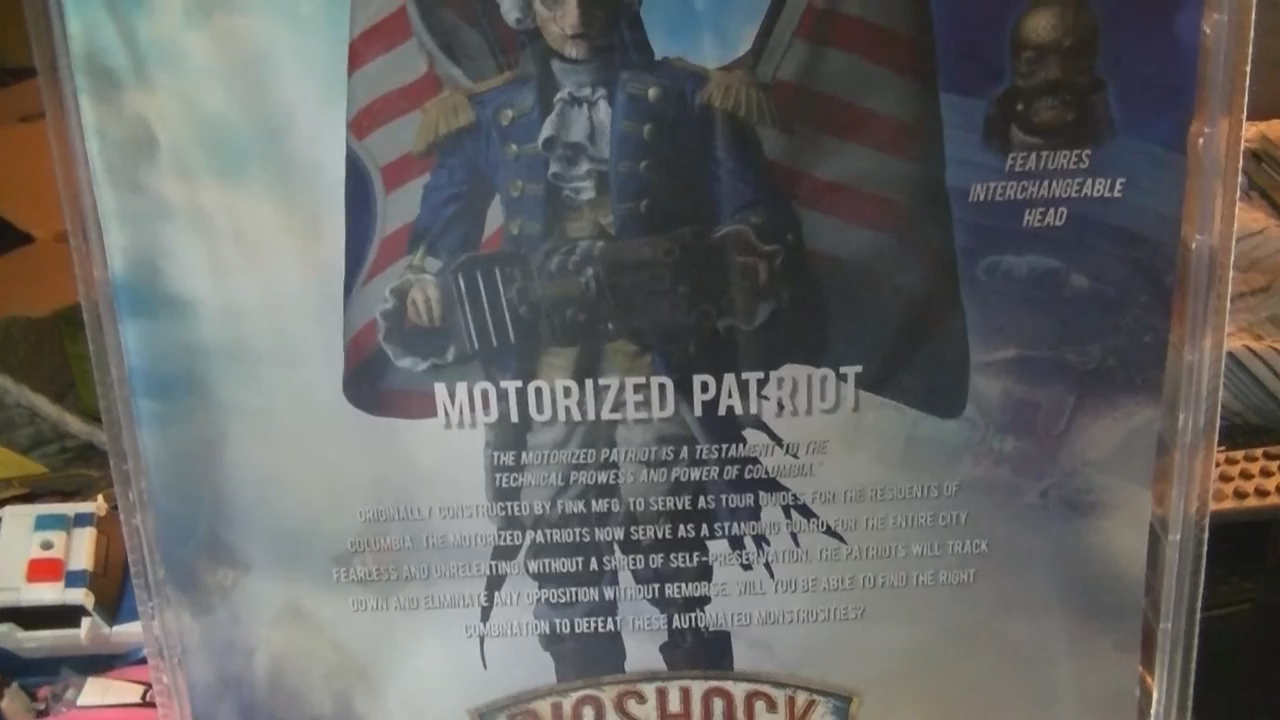 FEATURES
INTERCHANGEABLE
HEAD
MOTORIZED PATRIOT
"THE MOTORIZED PATRIOT IS A TESTAMENT TO THE
TECHNICAL PROWESS AND POWER OF COLUMBIA."
ORIGINALLY CONSTRUCTED BY FINK MFG. TO SERVE AS TOUR GUIDES FOR THE RESIDENTS OF
COLUMBIA, THE MOTORIZED PATRIOTS NOW SERVE AS A STANDING GUARD FOR THE ENTIRE CITY.
FEARLESS AND UNRELENTING, WITHOUT A SHRED OF SELF-PRESERVATION, THE PATRIOTS WILL TRACK
DOWN AND ELIMINATE ANY OPPOSITION WITHOUT REMORSE. WILL YOU BE ABLE TO FIND THE RIGHT
COMBINATION TO DEFEAT THESE AUTOMATED MONSTROSITIES?
BIOSHOCK